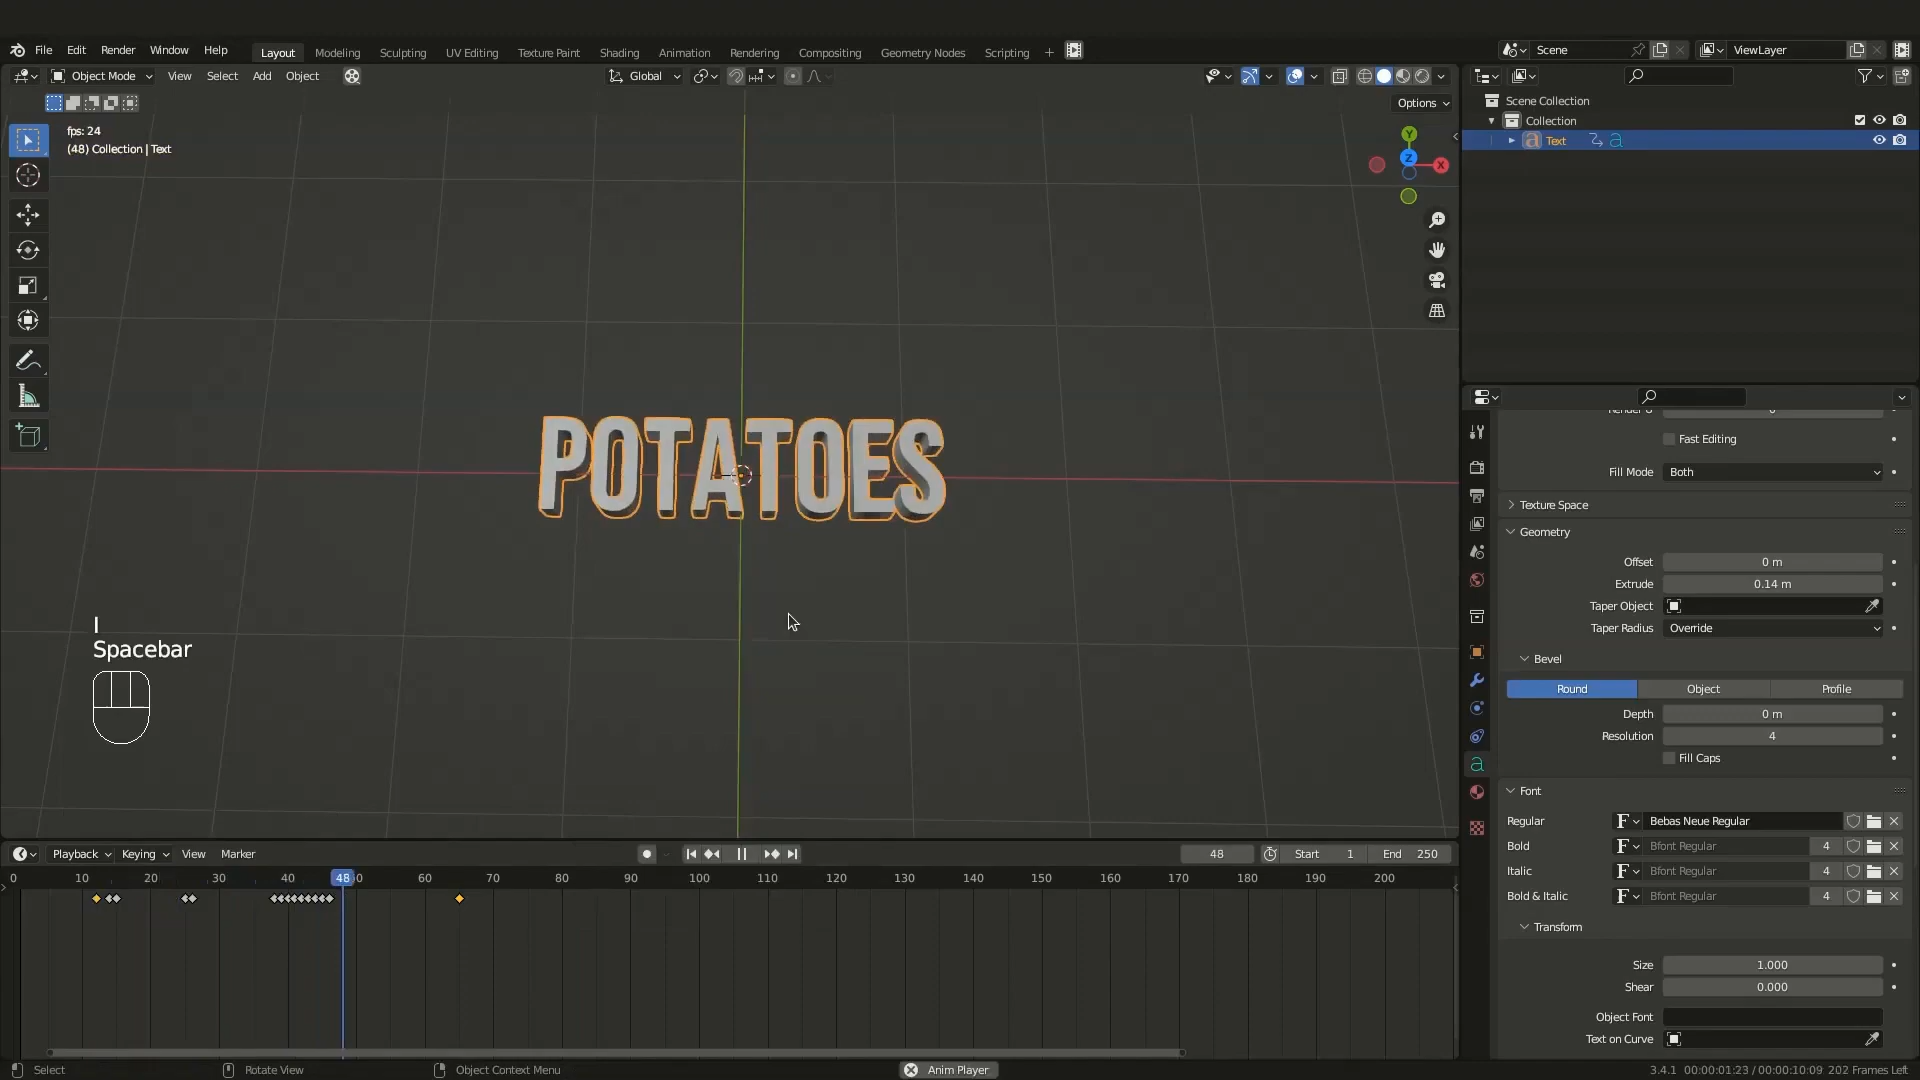 File Edit Render Window Help Layout Modeling Sculpting UV Editing Texture Paint Shading Animation Rendering Compositing Geometry Nodes Scripting + Scene ViewLayer
Object Mode View Select Add Object Global
Options
fps: 24
(48) Collection | Text
Y
Z
X
Scene Collection
Collection
Text
POTATOES
I
Spacebar
Fast Editing
Fill Mode Both
Texture Space
Geometry
Offset 0 m
Extrude 0.14 m
Taper Object
Taper Radius Override
Bevel
Round Object Profile
Depth 0 m
Resolution 4
Fill Caps
Font
Regular F Bebas Neue Regular
Bold F Bfont Regular 4
Italic F Bfont Regular 4
Bold & Italic F Bfont Regular 4
Transform
Size 1.000
Shear 0.000
Object Font
Text on Curve
Playback Keying View Marker 48 Start 1 End 250
0 10 20 30 40 48 60 70 80 90 100 110 120 130 140 150 160 170 180 190 200
Select Rotate View Object Context Menu Anim Player 3.4.1 00:00:01:23 / 00:00:10:09 202 Frames Left